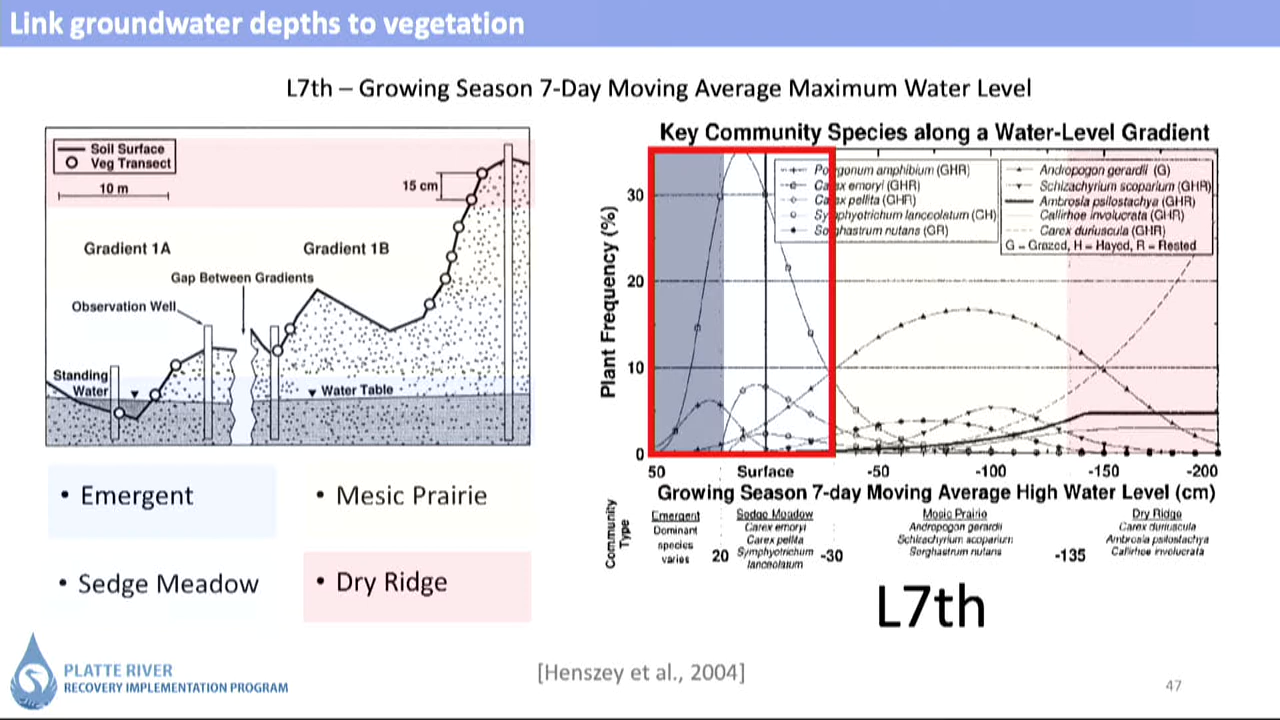 Link groundwater depths to vegetation
L7th – Growing Season 7-Day Moving Average Maximum Water Level
Soil Surface
Veg Transect
10 m
15 cm
Gradient 1A
Gradient 1B
Gap Between Gradients
Observation Well
Standing
Water
Water Table
Key Community Species along a Water-Level Gradient
Polygonum amphibium (GHR)
Carex emoryi (GHR)
Carex pellita (GHR)
Symphyotrichum lanceolatum (GH)
Sorghastrum nutans (GR)
Andropogon gerardii (G)
Schizachyrium scoparium (GHR)
Ambrosia psilostachya (GHR)
Callirhoe involucrata (GHR)
Carex duriuscula (GHR)
G – Grazed, H – Hayed, R – Rested
Plant Frequency (%)
30
20
10
0
50
Surface
-50
-100
-150
-200
Growing Season 7-day Moving Average High Water Level (cm)
Community
Type
Emergent
Dominant
species
varies
20
Sedge Meadow
Carex emoryi
Carex pellita
Symphyotrichum
lanceolatum
-30
Mesic Prairie
Andropogon gerardii
Schizachyrium scoparium
Sorghastrum nutans
-135
Dry Ridge
Carex duriuscula
Ambrosia psilostachya
Callirhoe involucrata
• Emergent
• Mesic Prairie
• Sedge Meadow
• Dry Ridge
L7th
PLATTE RIVER
RECOVERY IMPLEMENTATION PROGRAM
[Henszey et al., 2004]
47